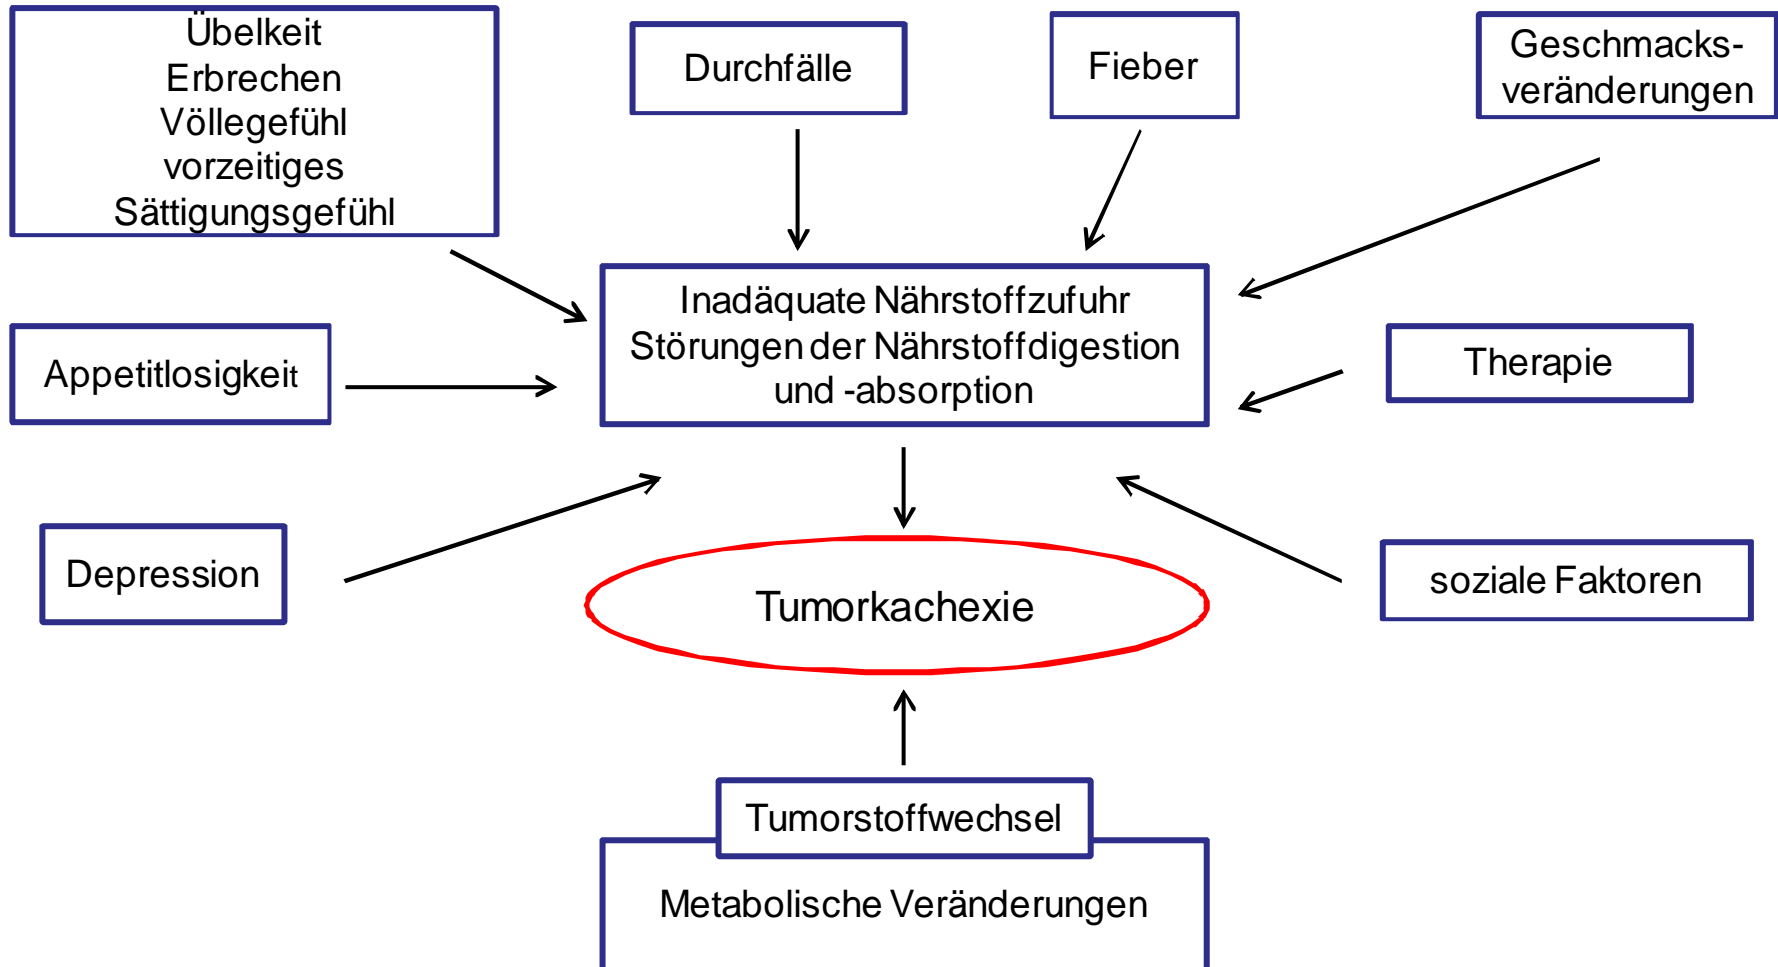 Übelkeit
Erbrechen
Völlegefühl
vorzeitiges
Sättigungsgefühl
Durchfälle
Fieber
Geschmacks-
veränderungen
Inadäquate Nährstoffzufuhr
Störungen der Nährstoffdigestion
und -absorption
Appetitlosigkeit
Therapie
Depression
Tumorkachexie
soziale Faktoren
Tumorstoffwechsel
Metabolische Veränderungen